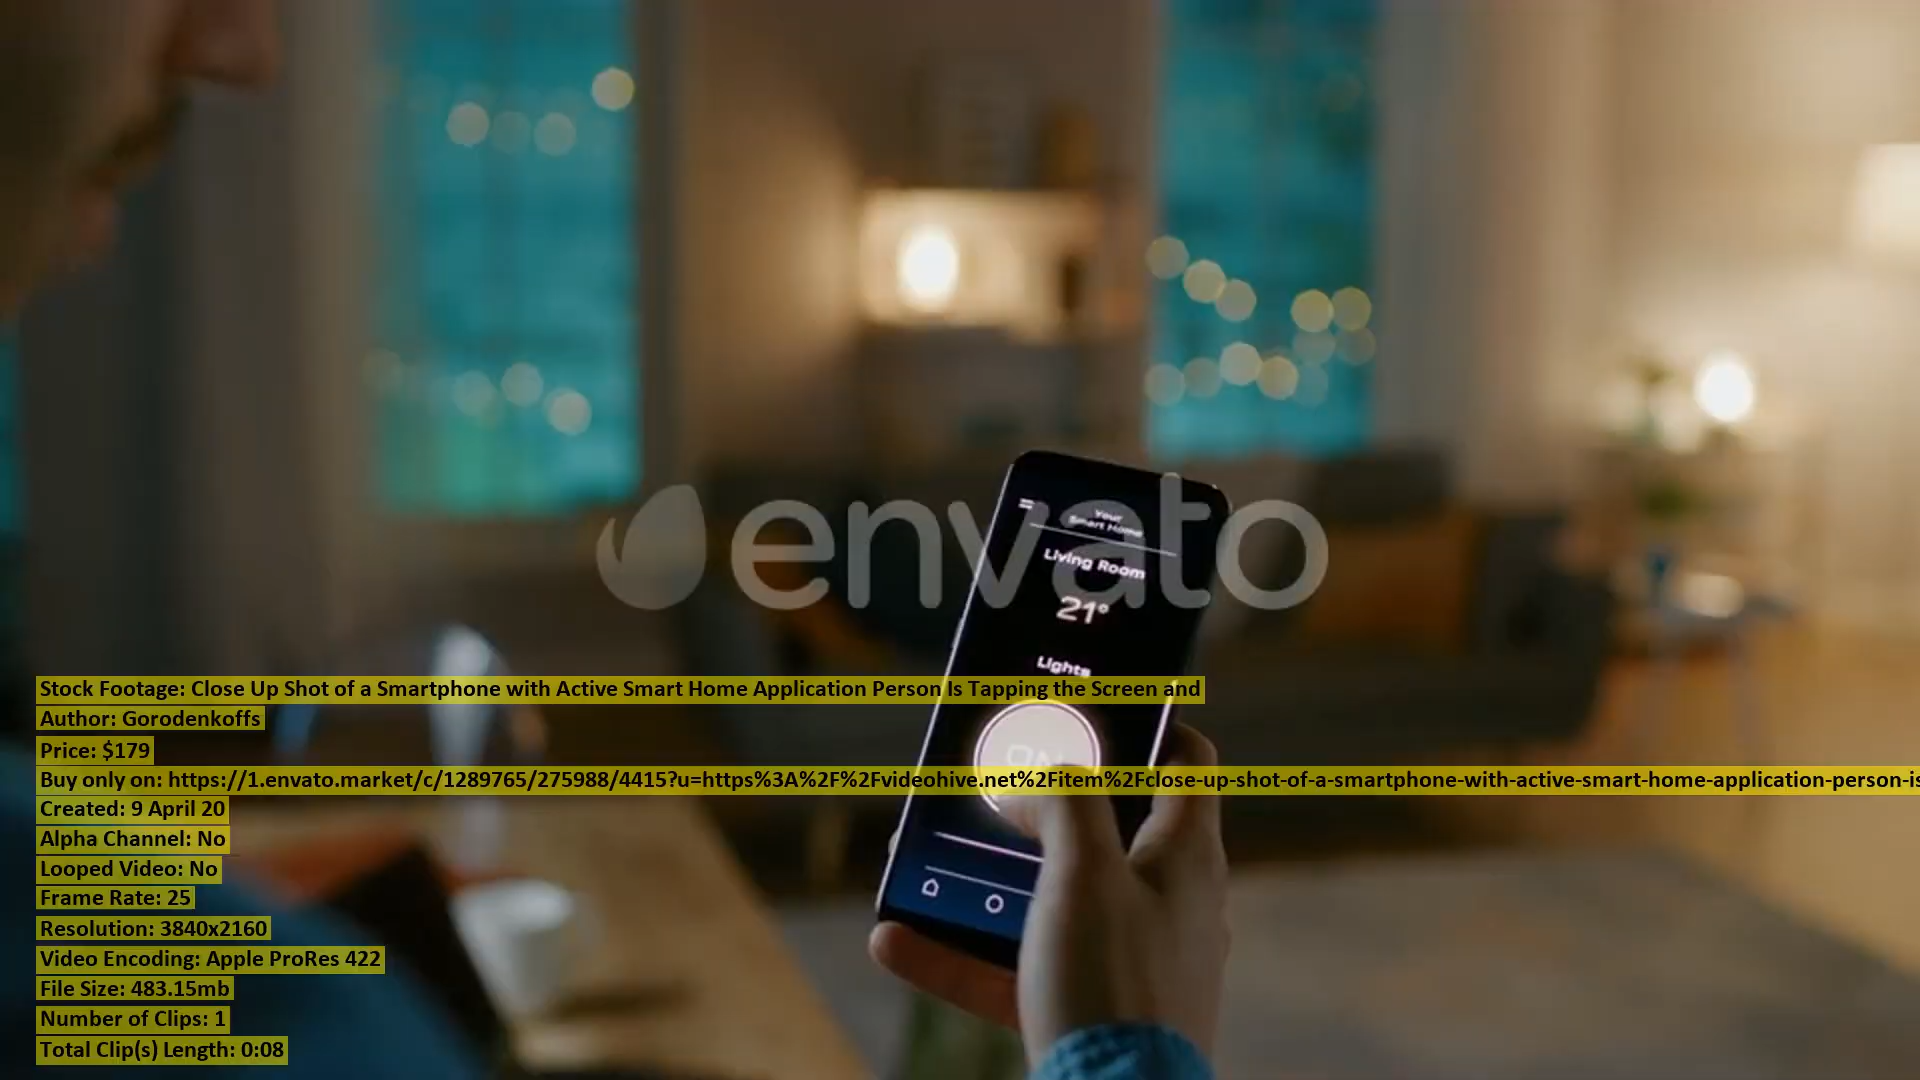 envato
Your
Smart Home
Living Room
21°
Lights
ON
Stock Footage: Close Up Shot of a Smartphone with Active Smart Home Application Person Is Tapping the Screen and
Author: Gorodenkoffs
Price: $179
Buy only on: https://1.envato.market/c/1289765/275988/4415?u=https%3A%2F%2Fvideohive.net%2Fitem%2Fclose-up-shot-of-a-smartphone-with-active-smart-home-application-person-is
Created: 9 April 20
Alpha Channel: No
Looped Video: No
Frame Rate: 25
Resolution: 3840x2160
Video Encoding: Apple ProRes 422
File Size: 483.15mb
Number of Clips: 1
Total Clip(s) Length: 0:08